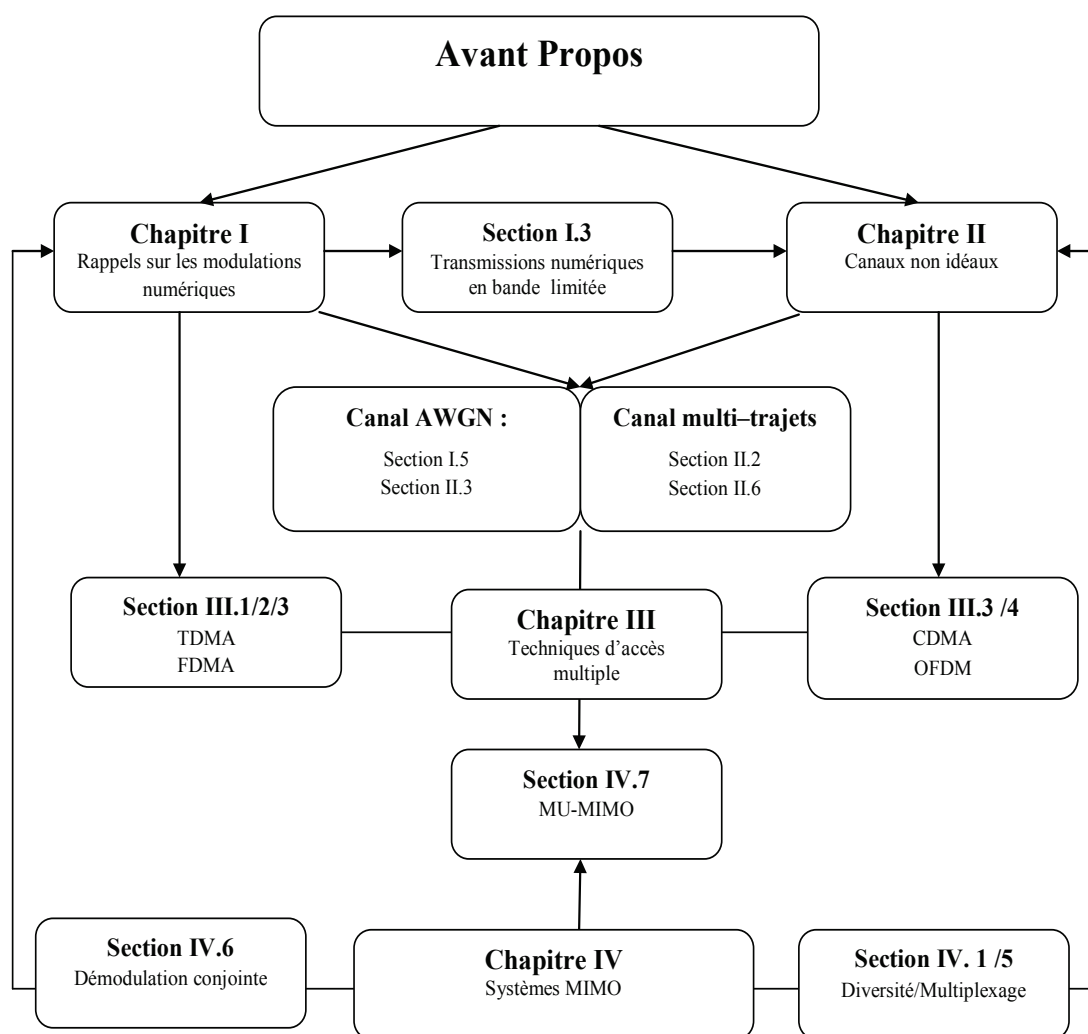 Avant Propos
Chapitre I
Rappels sur les modulations
numériques
Section I.3
Transmissions numériques
en bande limitée
Chapitre II
Canaux non idéaux
Canal AWGN :
Section I.5
Section II.3
Canal multi–trajets
Section II.2
Section II.6
Section III.1/2/3
TDMA
FDMA
Chapitre III
Techniques d’accès
multiple
Section III.3 /4
CDMA
OFDM
Section IV.7
MU-MIMO
Section IV.6
Démodulation conjointe
Chapitre IV
Systèmes MIMO
Section IV. 1 /5
Diversité/Multiplexage